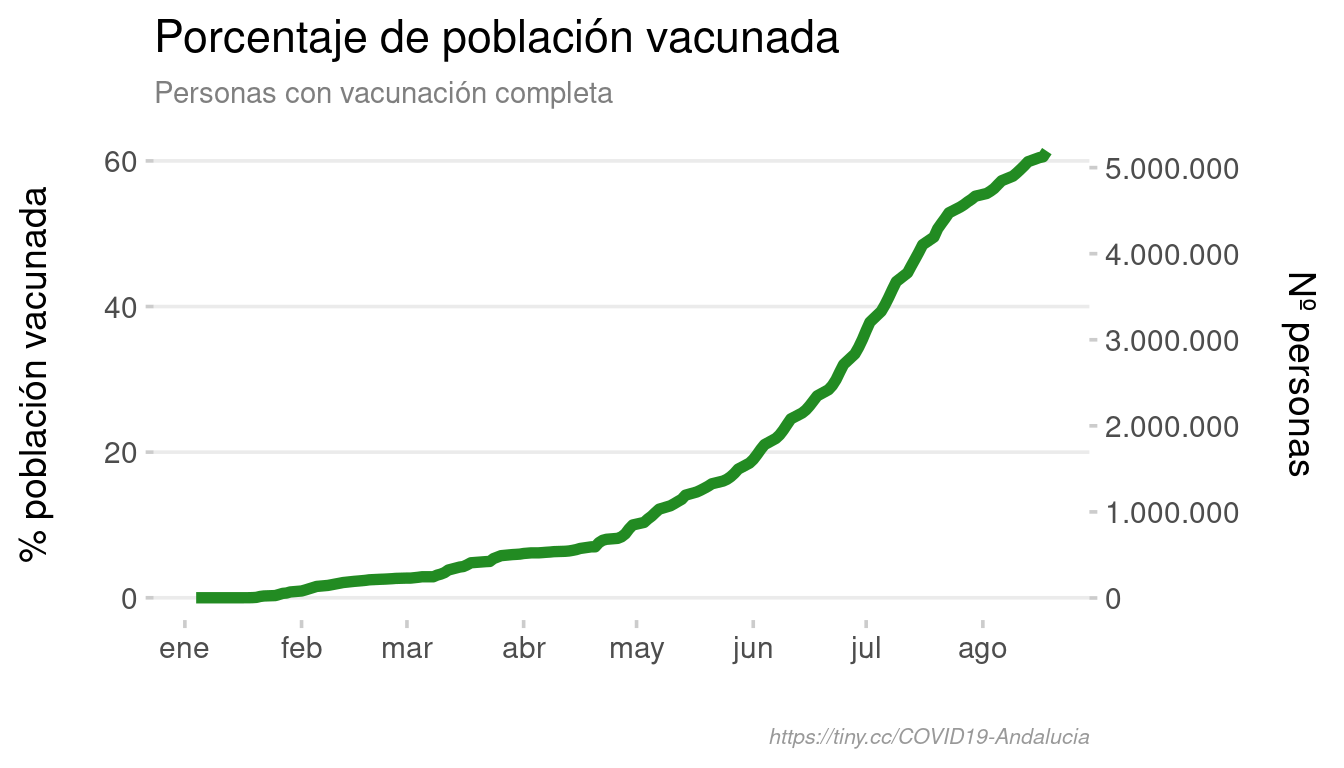 Porcentaje de población vacunada
Personas con vacunación completa
% población vacunada
60
40
20
0
5.000.000
4.000.000
3.000.000
2.000.000
1.000.000
0
Nº personas
ene feb mar abr may jun jul ago
https://tiny.cc/COVID19-Andalucia